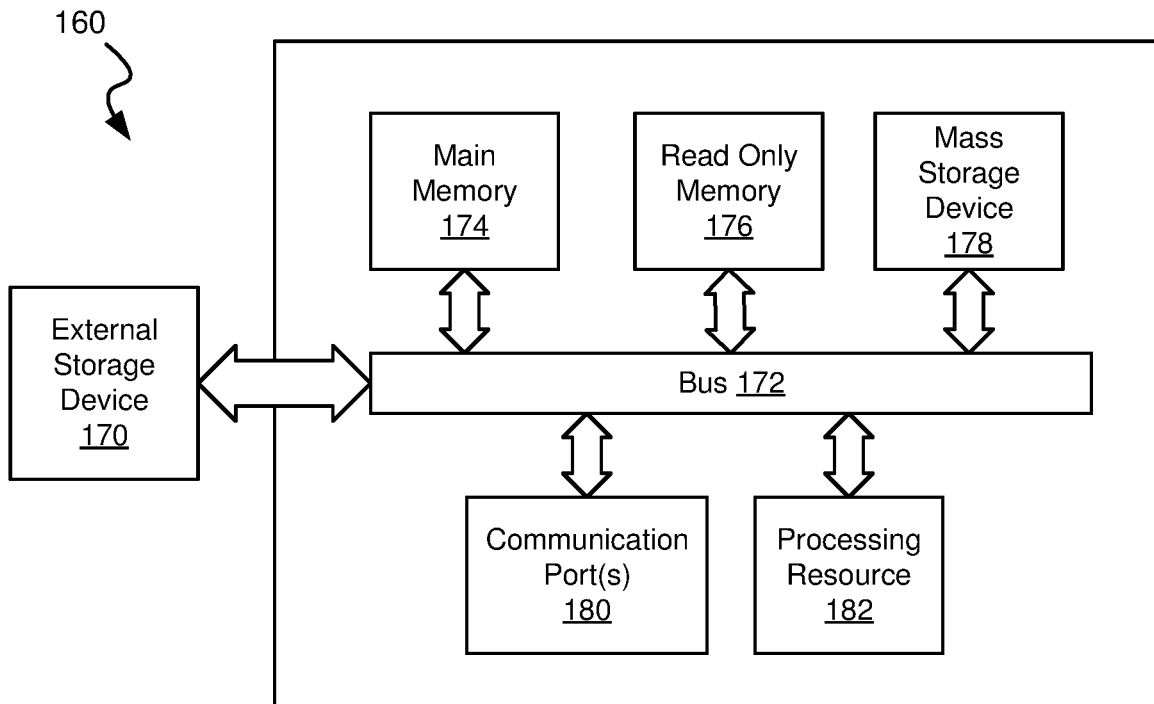 160
Main
Memory
174
Read Only
Memory
176
Mass
Storage
Device
178
External
Storage
Device
170
Bus 172
Communication
Port(s)
180
Processing
Resource
182